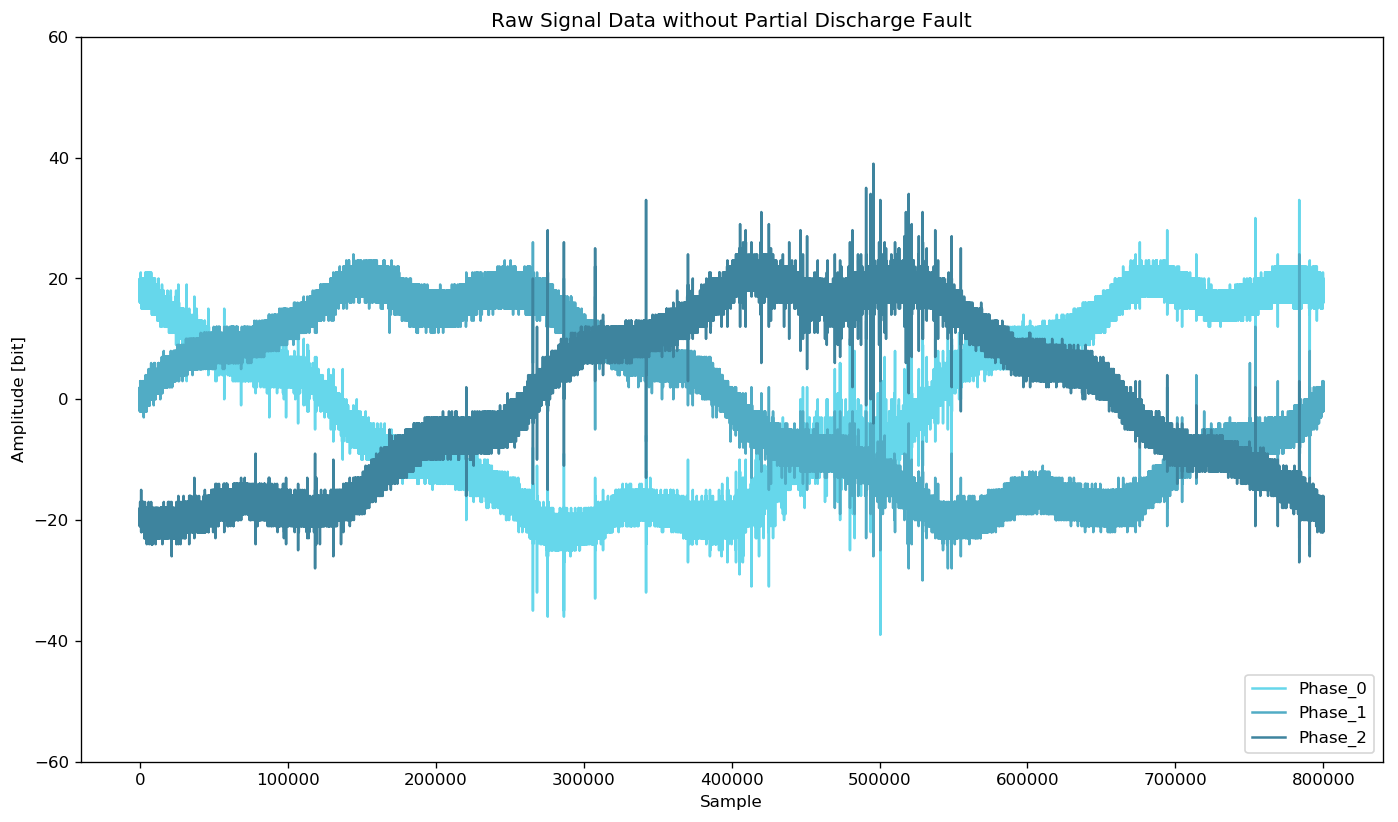 Raw Signal Data without Partial Discharge Fault
60
40
20
0
−20
−40
−60
Amplitude [bit]
0 100000 200000 300000 400000 500000 600000 700000 800000
Sample
Phase_0
Phase_1
Phase_2